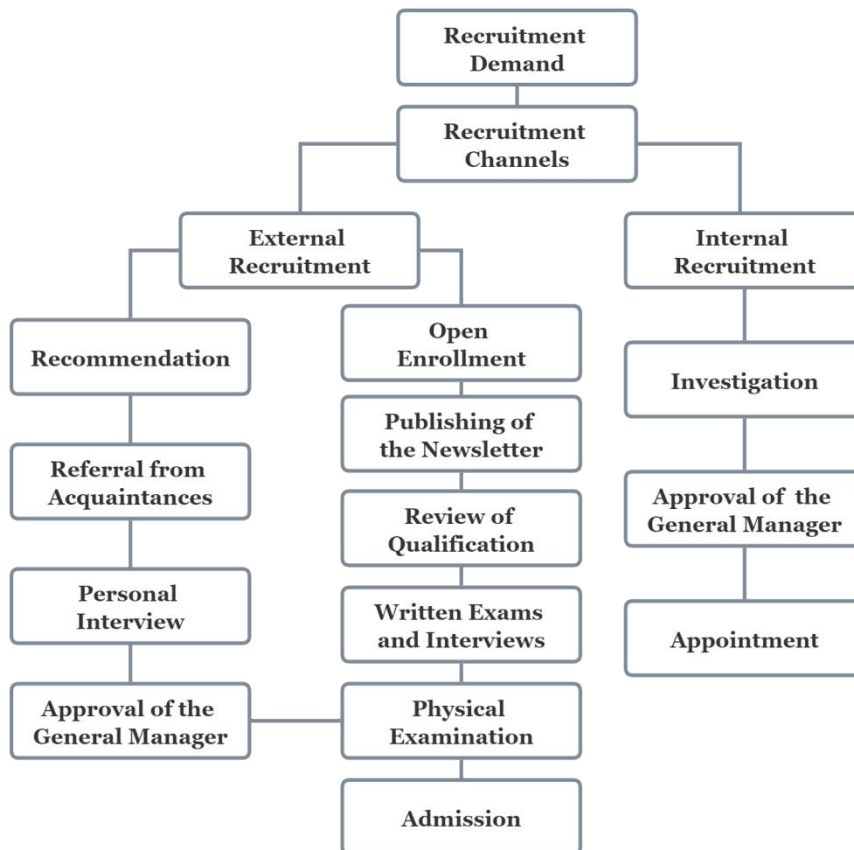 Recruitment
Demand
Recruitment
Channels
External
Recruitment
Internal
Recruitment
Recommendation
Open
Enrollment
Investigation
Publishing of
the Newsletter
Referral from
Acquaintances
Approval of the
General Manager
Review of
Qualification
Personal
Interview
Written Exams
and Interviews
Appointment
Approval of the
General Manager
Physical
Examination
Admission